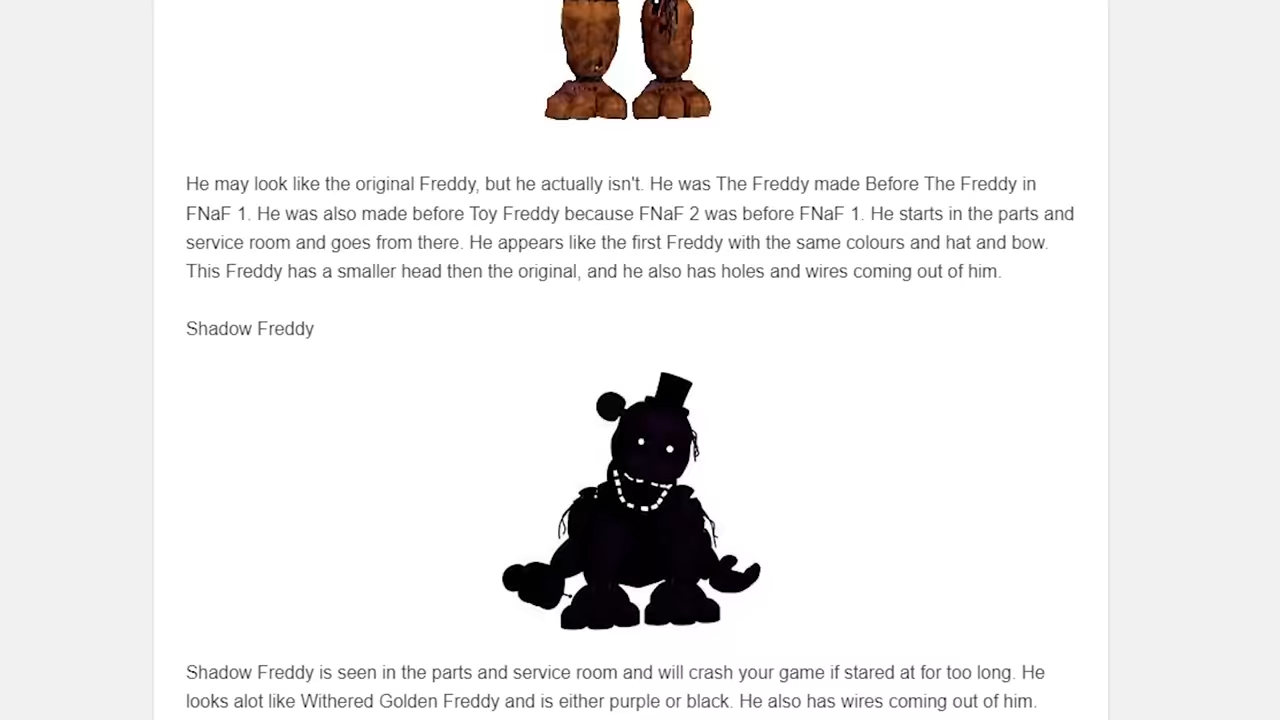 He may look like the original Freddy, but he actually isn't. He was The Freddy made Before The Freddy in
FNaF 1. He was also made before Toy Freddy because FNaF 2 was before FNaF 1. He starts in the parts and
service room and goes from there. He appears like the first Freddy with the same colours and hat and bow.
This Freddy has a smaller head then the original, and he also has holes and wires coming out of him.
Shadow Freddy
Shadow Freddy is seen in the parts and service room and will crash your game if stared at for too long. He
looks alot like Withered Golden Freddy and is either purple or black. He also has wires coming out of him.